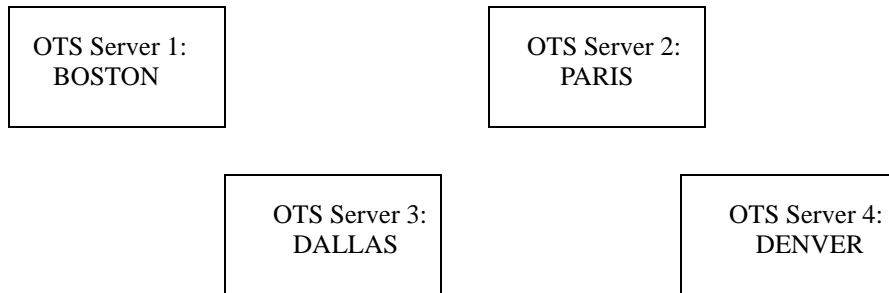 OTS Server 1:
BOSTON
OTS Server 2:
PARIS
OTS Server 3:
DALLAS
OTS Server 4:
DENVER